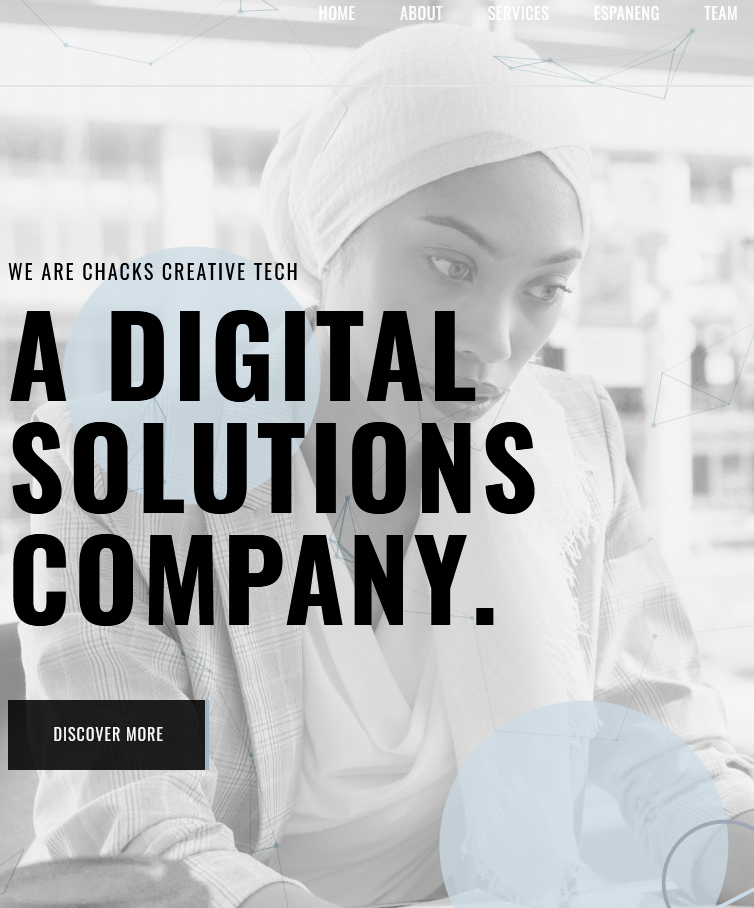 HOME ABOUT SERVICES ESPANENG TEAM
WE ARE CHACKS CREATIVE TECH
A DIGITAL
SOLUTIONS
COMPANY.
DISCOVER MORE